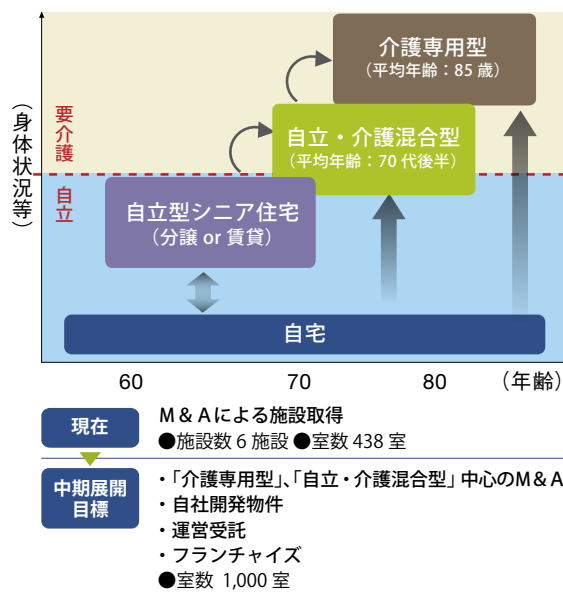 介護専用型
（平均年齢：85 歳）
自立・介護混合型
（平均年齢：70 代後半）
自立型シニア住宅
（分譲 or 賃貸）
自宅
（身体状況等）
要介護
自立
60
70
80
（年齢）
現在
M & A による施設取得
●施設数 6 施設 ●室数 438 室
中期展開
目標
・「介護専用型」、「自立・介護混合型」 中心のM & A
・自社開発物件
・運営受託
・フランチャイズ
●室数 1,000 室